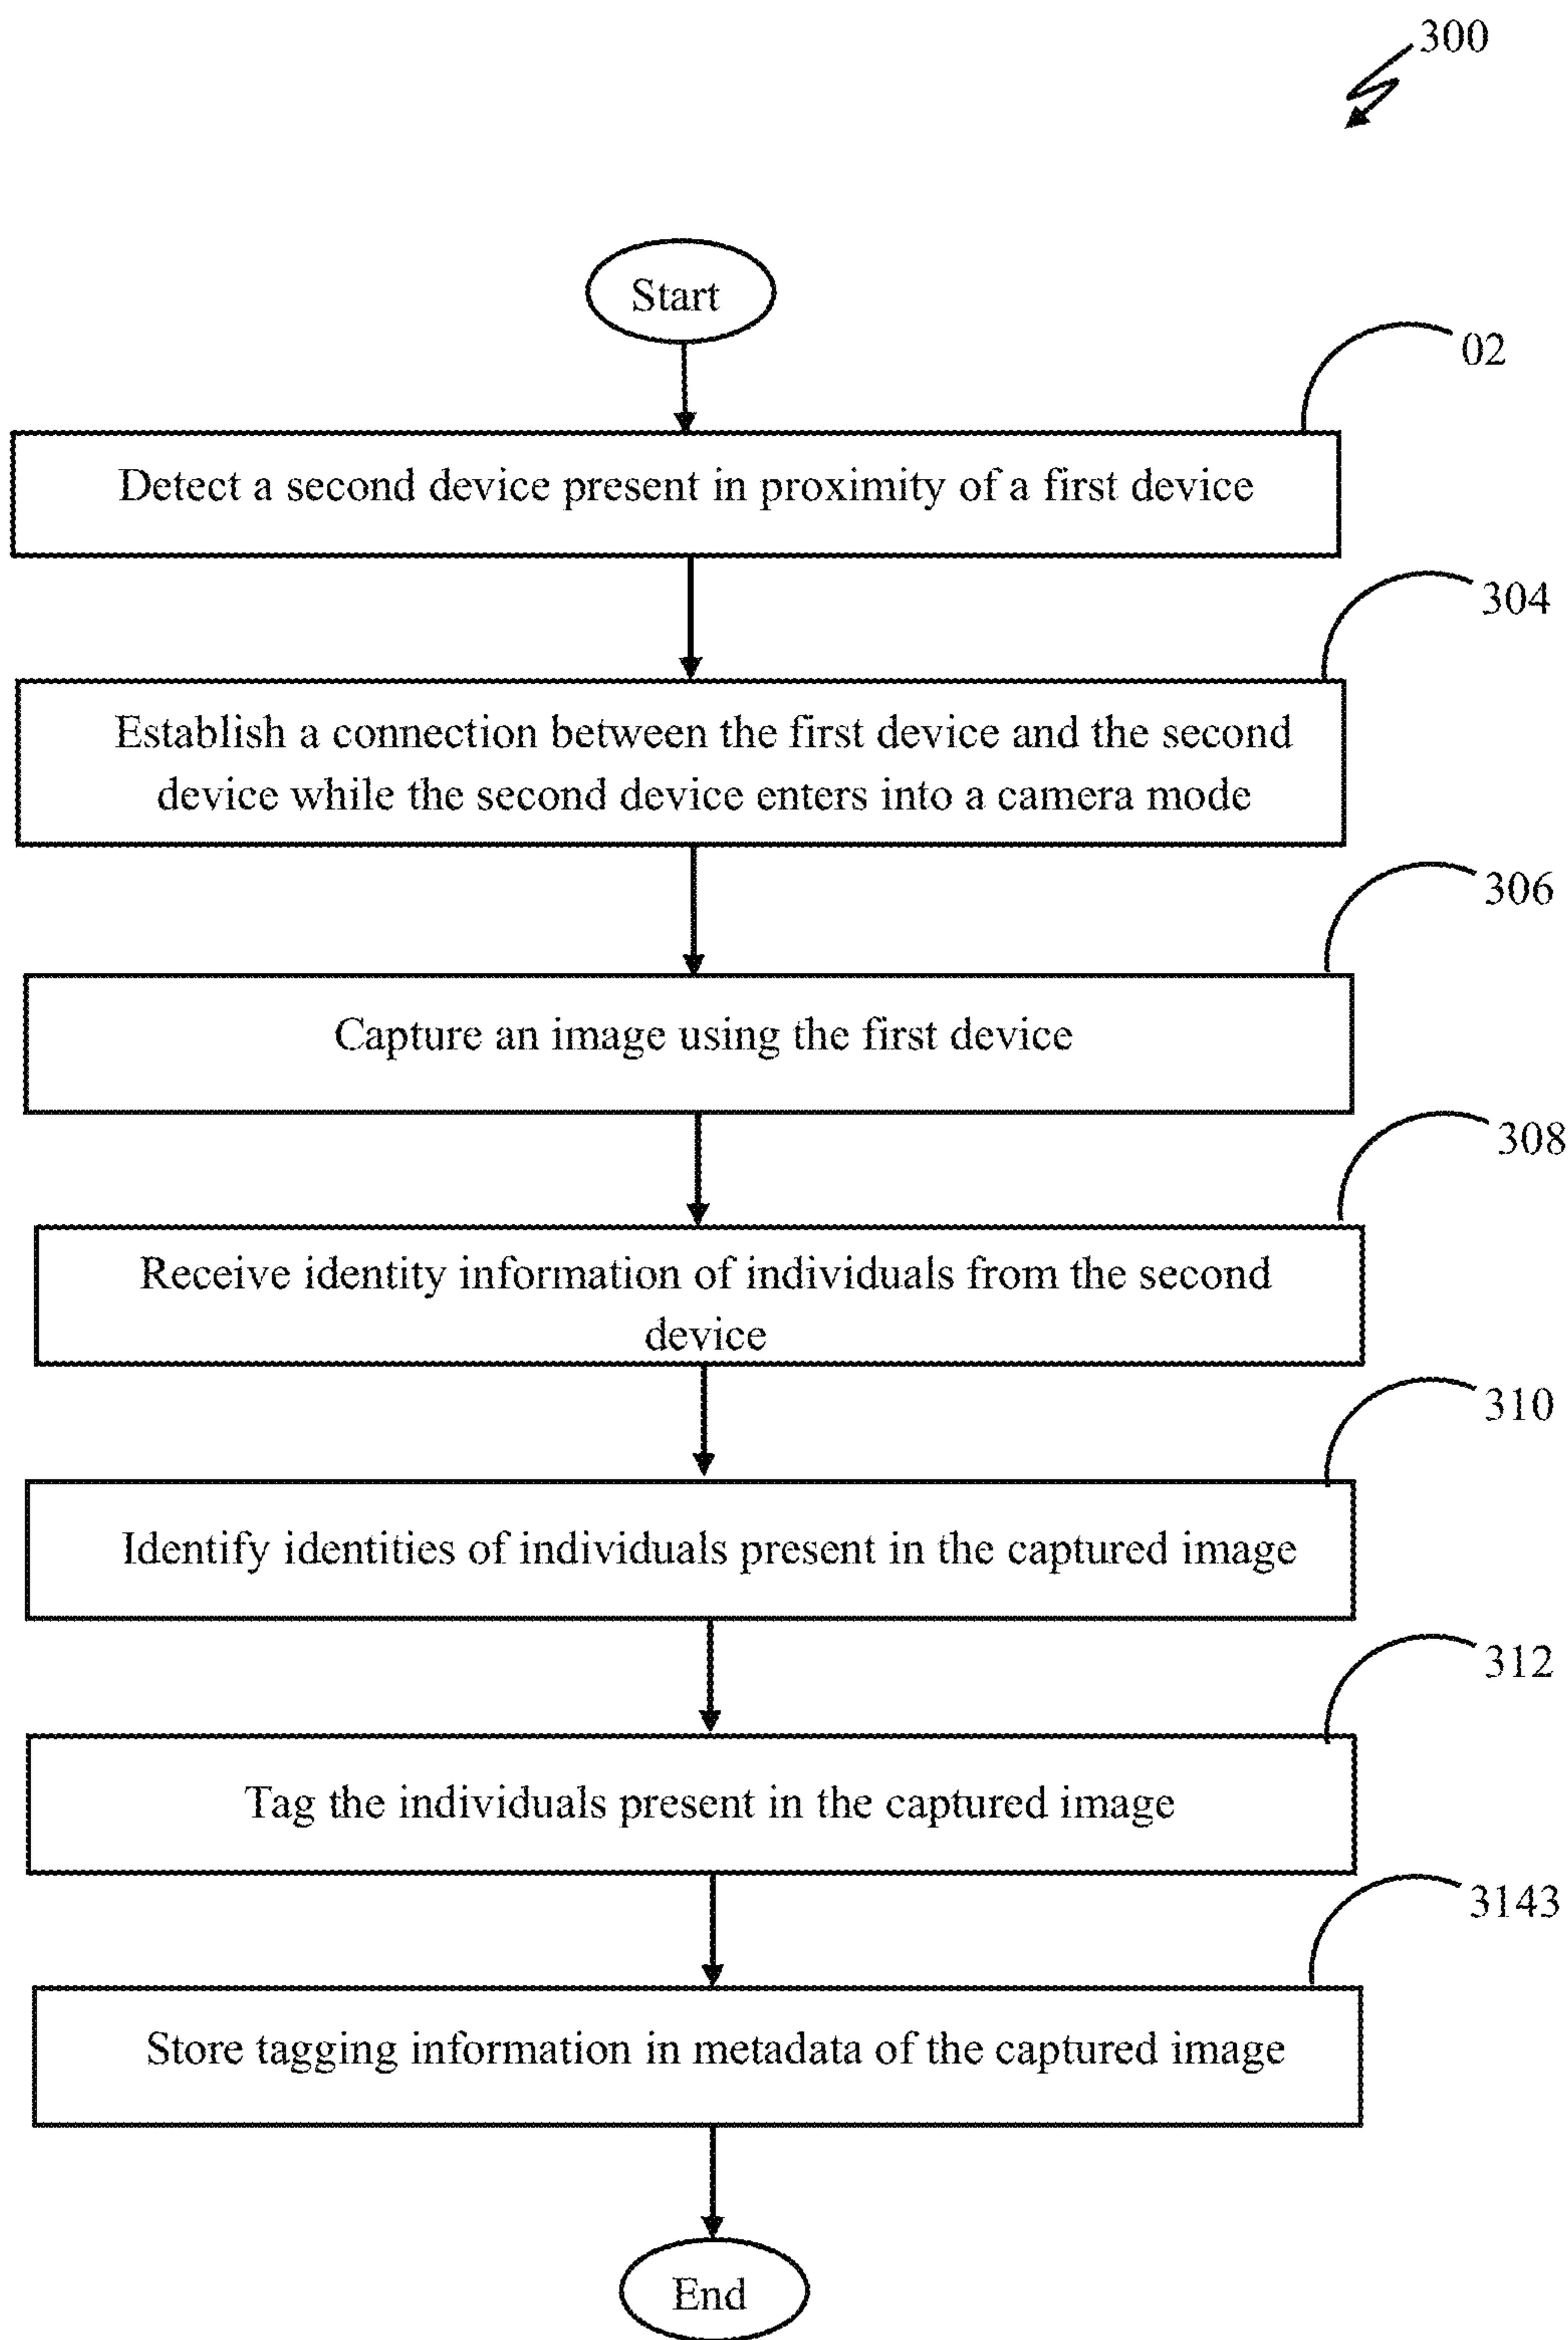 300
Start
02
Detect a second device present in proximity of a first device
304
Establish a connection between the first device and the second
device while the second device enters into a camera mode
306
Capture an image using the first device
308
Receive identity information of individuals from the second
device
310
Identify identities of individuals present in the captured image
312
Tag the individuals present in the captured image
3143
Store tagging information in metadata of the captured image
End